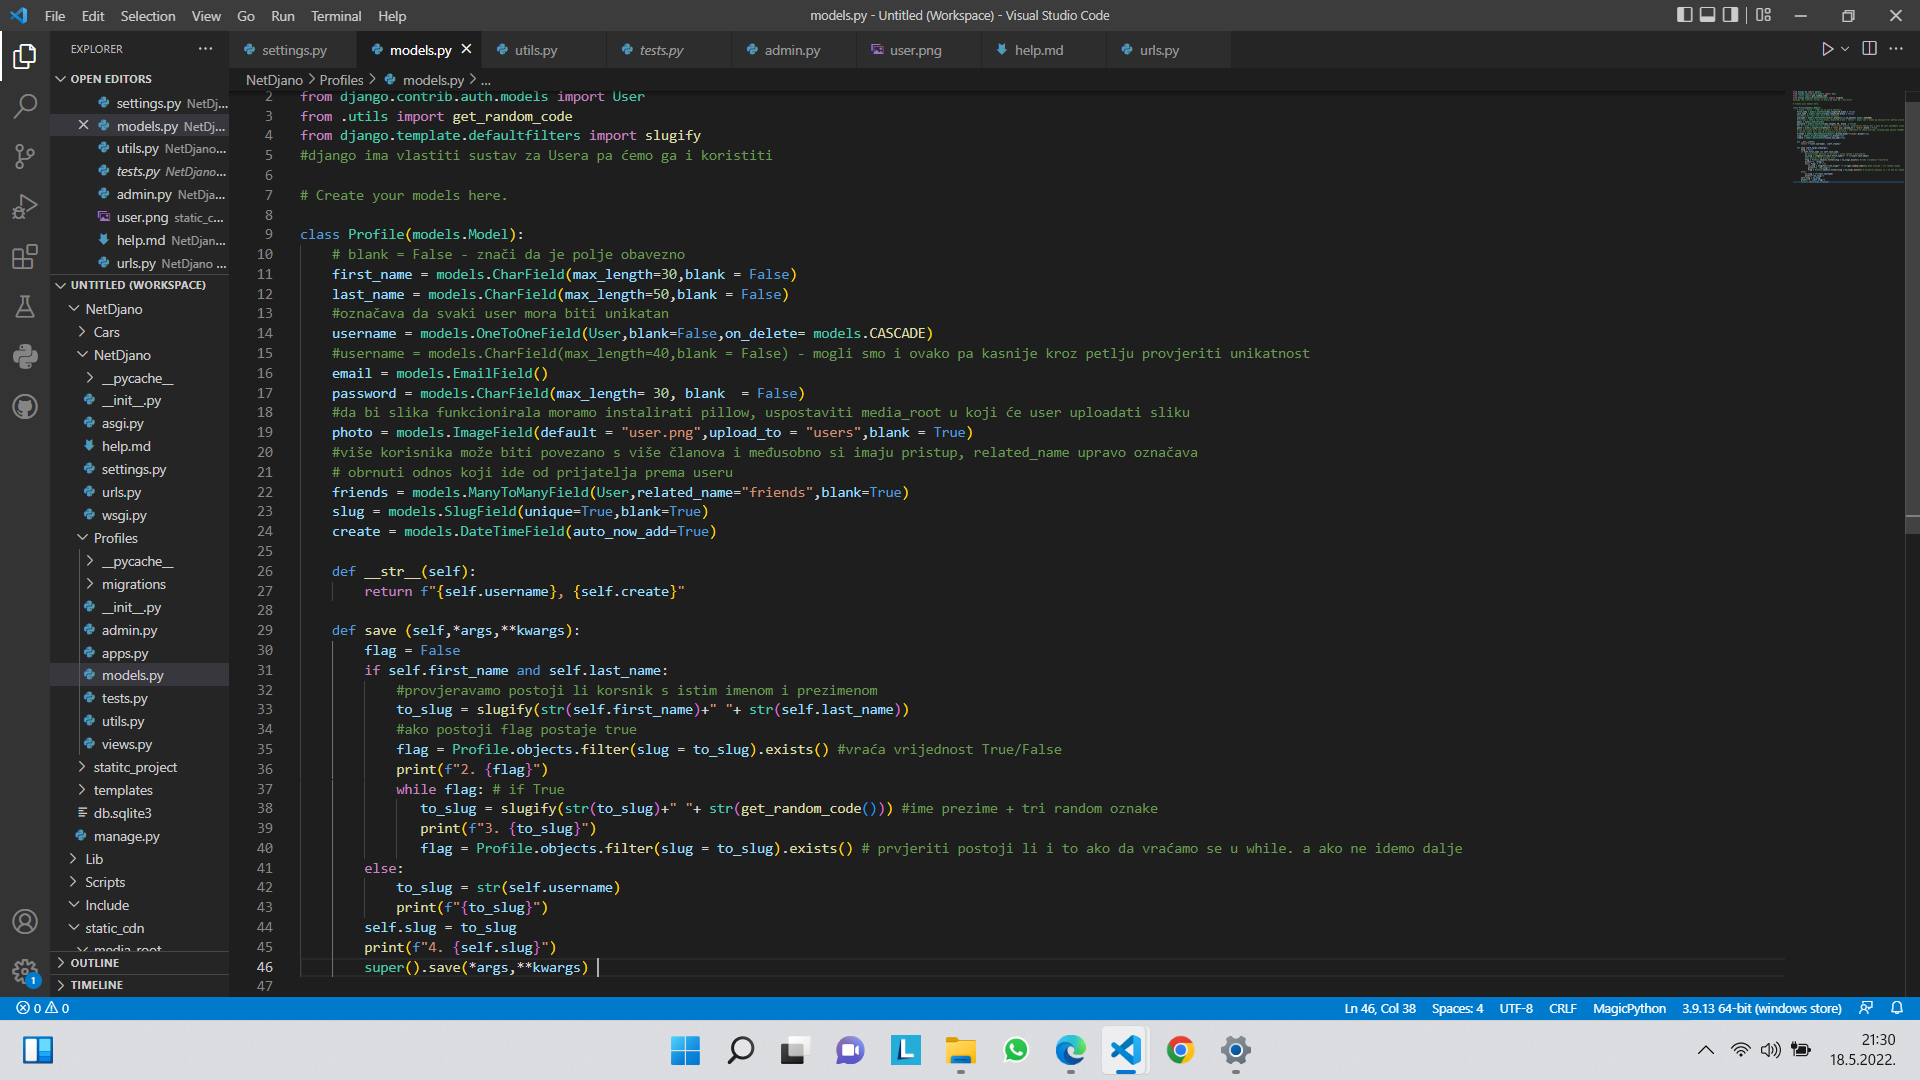 File Edit Selection View Go Run Terminal Help
models.py - Untitled (Workspace) - Visual Studio Code
EXPLORER
settings.py models.py utils.py tests.py admin.py user.png help.md urls.py
NetDjano > Profiles > models.py > ...
OPEN EDITORS
settings.py NetDj...
models.py NetDj...
utils.py NetDjano...
tests.py NetDjano...
admin.py NetDja...
user.png static_c...
help.md NetDjan...
urls.py NetDjano ...
UNTITLED (WORKSPACE)
NetDjano
Cars
NetDjano
__pycache__
__init__.py
asgi.py
help.md
settings.py
urls.py
wsgi.py
Profiles
__pycache__
migrations
__init__.py
admin.py
apps.py
models.py
tests.py
utils.py
views.py
statitc_project
templates
db.sqlite3
manage.py
Lib
Scripts
Include
static_cdn
media_root
OUTLINE
TIMELINE
2 from django.contrib.auth.models import User
3 from .utils import get_random_code
4 from django.template.defaultfilters import slugify
5 #django ima vlastiti sustav za Usera pa ćemo ga i koristiti
6
7 # Create your models here.
8
9 class Profile(models.Model):
10     # blank = False - znači da je polje obavezno
11     first_name = models.CharField(max_length=30,blank = False)
12     last_name = models.CharField(max_length=50,blank = False)
13     #označava da svaki user mora biti unikatan
14     username = models.OneToOneField(User,blank=False,on_delete= models.CASCADE)
15     #username = models.CharField(max_length=40,blank = False) - mogli smo i ovako pa kasnije kroz petlju provjeriti unikatnost
16     email = models.EmailField()
17     password = models.CharField(max_length= 30, blank  = False)
18     #da bi slika funkcionirala moramo instalirati pillow, uspostaviti media_root u koji će user uploadati sliku
19     photo = models.ImageField(default = "user.png",upload_to = "users",blank = True)
20     #više korisnika može biti povezano s više članova i međusobno si imaju pristup, related_name upravo označava
21     # obrnuti odnos koji ide od prijatelja prema useru
22     friends = models.ManyToManyField(User,related_name="friends",blank=True)
23     slug = models.SlugField(unique=True,blank=True)
24     create = models.DateTimeField(auto_now_add=True)
25
26     def __str__(self):
27         return f"{self.username}, {self.create}"
28
29     def save (self,*args,**kwargs):
30         flag = False
31         if self.first_name and self.last_name:
32             #provjeravamo postoji li korsnik s istim imenom i prezimenom
33             to_slug = slugify(str(self.first_name)+" "+ str(self.last_name))
34             #ako postoji flag postaje true
35             flag = Profile.objects.filter(slug = to_slug).exists() #vraća vrijednost True/False
36             print(f"2. {flag}")
37             while flag: # if True
38                to_slug = slugify(str(to_slug)+" "+ str(get_random_code())) #ime prezime + tri random oznake
39                print(f"3. {to_slug}")
40                flag = Profile.objects.filter(slug = to_slug).exists() # prvjeriti postoji li i to ako da vraćamo se u while. a ako ne idemo dalje
41         else:
42             to_slug = str(self.username)
43             print(f"{to_slug}")
44         self.slug = to_slug
45         print(f"4. {self.slug}")
46         super().save(*args,**kwargs)
47
1
0 0
Ln 46, Col 38 Spaces: 4 UTF-8 CRLF MagicPython 3.9.13 64-bit (windows store)
L
21:30
18.5.2022.